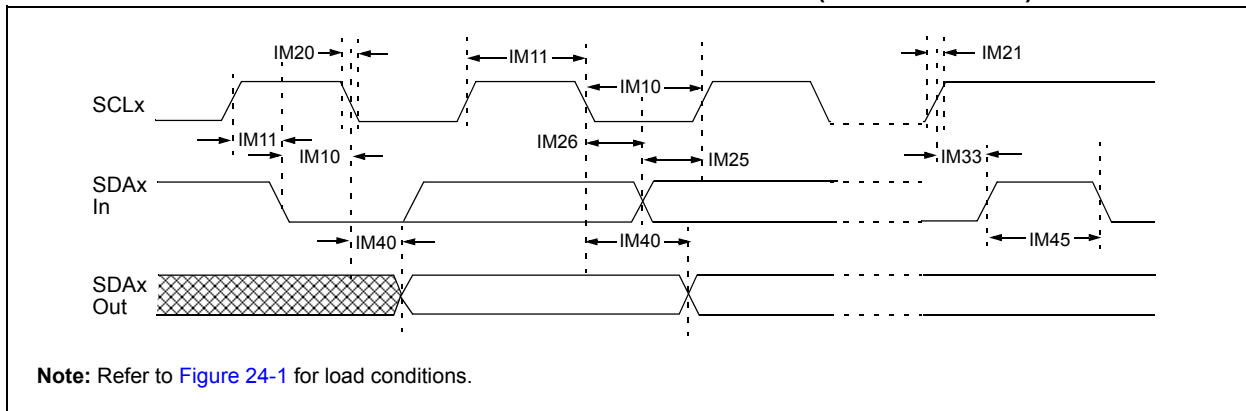 IM20
IM11
IM21
SCLx
IM10
IM11
IM10
IM26
IM25
IM33
SDAx
In
IM40
IM40
IM45
SDAx
Out
Note: Refer to Figure 24-1 for load conditions.